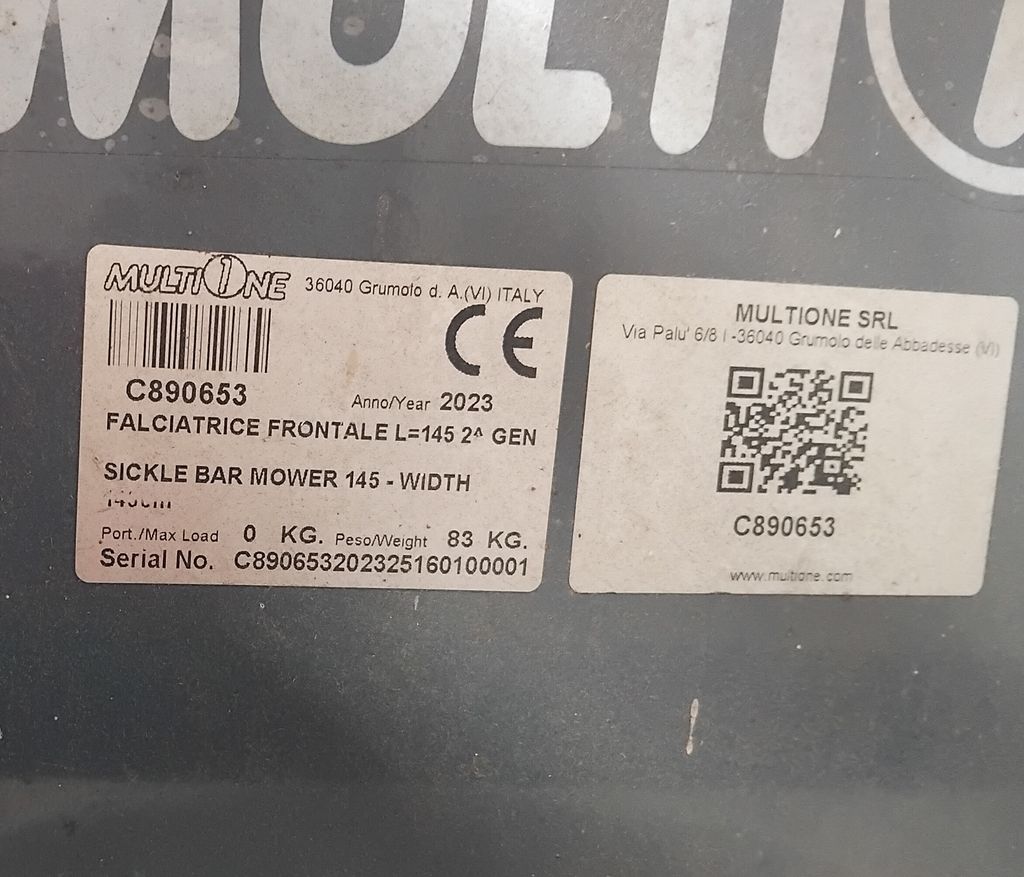 MULTI1
MULTIONE 36040 Grumolo d. A.(VI) ITALY
CE
C890653 Anno/Year 2023
FALCIATRICE FRONTALE L=145 2^ GEN
SICKLE BAR MOWER 145 - WIDTH
Port./Max Load 0 KG. Peso/Weight 83 KG.
Serial No. C890653202325160100001
MULTIONE SRL
Via Palu' 6/8 I -36040 Grumolo delle Abbadesse (VI)
C890653
www.multione.com